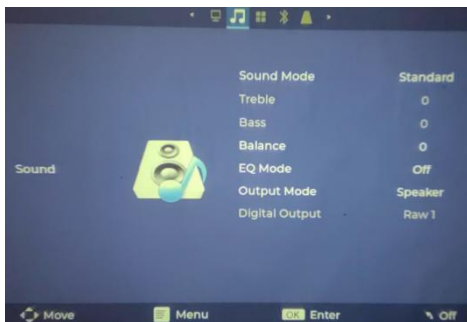 Sound Mode Standard
Treble 0
Bass 0
Balance 0
Sound
EQ Mode Off
Output Mode Speaker
Digital Output Raw 1
Move Menu OK Enter Off